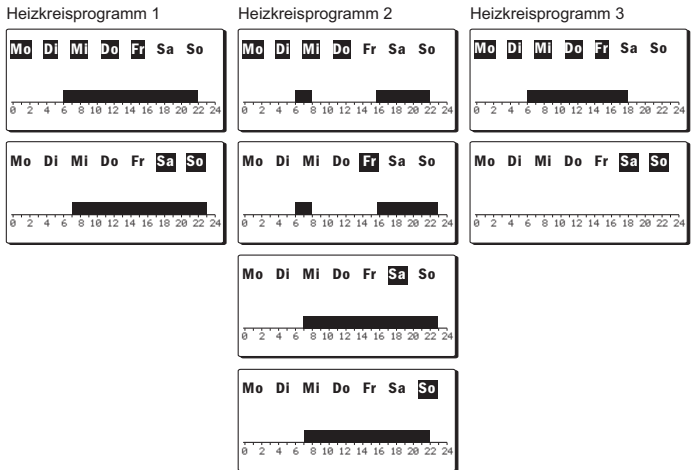 Heizkreisprogramm 1
Mo Di Mi Do Fr Sa So
0 2 4 6 8 10 12 14 16 18 20 22 24
Mo Di Mi Do Fr Sa So
0 2 4 6 8 10 12 14 16 18 20 22 24
Heizkreisprogramm 2
Mo Di Mi Do Fr Sa So
0 2 4 6 8 10 12 14 16 18 20 22 24
Mo Di Mi Do Fr Sa So
0 2 4 6 8 10 12 14 16 18 20 22 24
Mo Di Mi Do Fr Sa So
0 2 4 6 8 10 12 14 16 18 20 22 24
Mo Di Mi Do Fr Sa So
0 2 4 6 8 10 12 14 16 18 20 22 24
Heizkreisprogramm 3
Mo Di Mi Do Fr Sa So
0 2 4 6 8 10 12 14 16 18 20 22 24
Mo Di Mi Do Fr Sa So
0 2 4 6 8 10 12 14 16 18 20 22 24